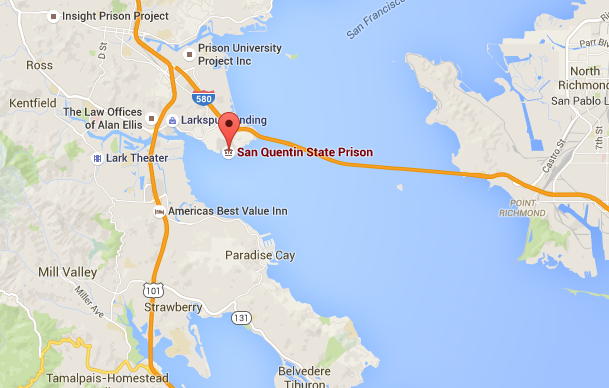 Insight Prison Project
San Francisco
D St
Ross
Prison University
Project Inc
Parr Blv
North
Richmond
San Pablo L
Kentfield
580
The Law Offices
of Alan Ellis
Larkspur Landing
Castro St
7th St
Lark Theater
San Quentin State Prison
POINT
RICHMOND
Americas Best Value Inn
Paradise Cay
Mill Valley
Miller Ave
101
Strawberry
131
Belvedere
Tiburon
Tamalpais-Homestead